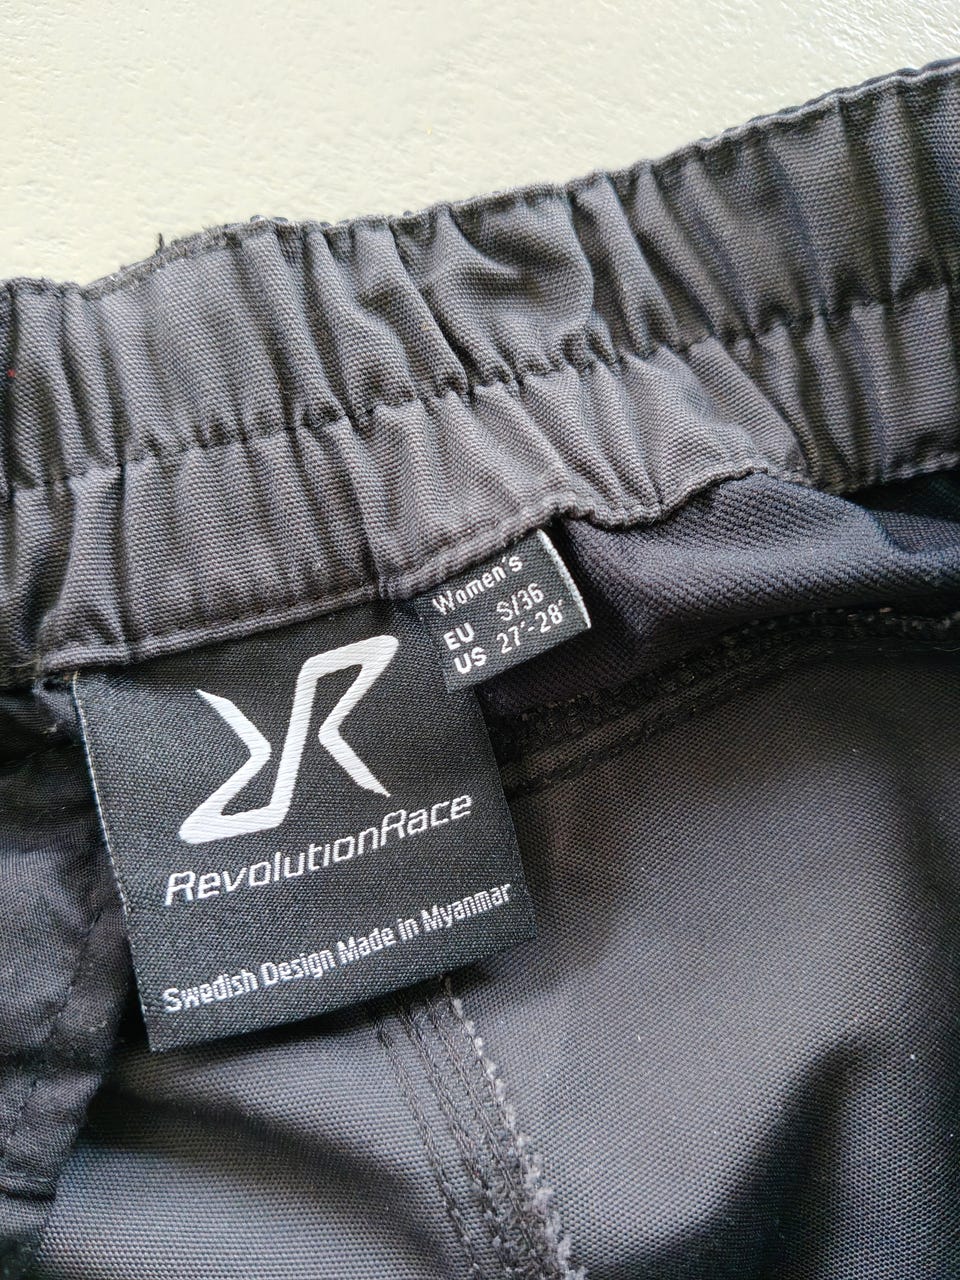 Women's
EU S/36
US 27"-28"
RevolutionRace
Swedish Design Made in Myanmar